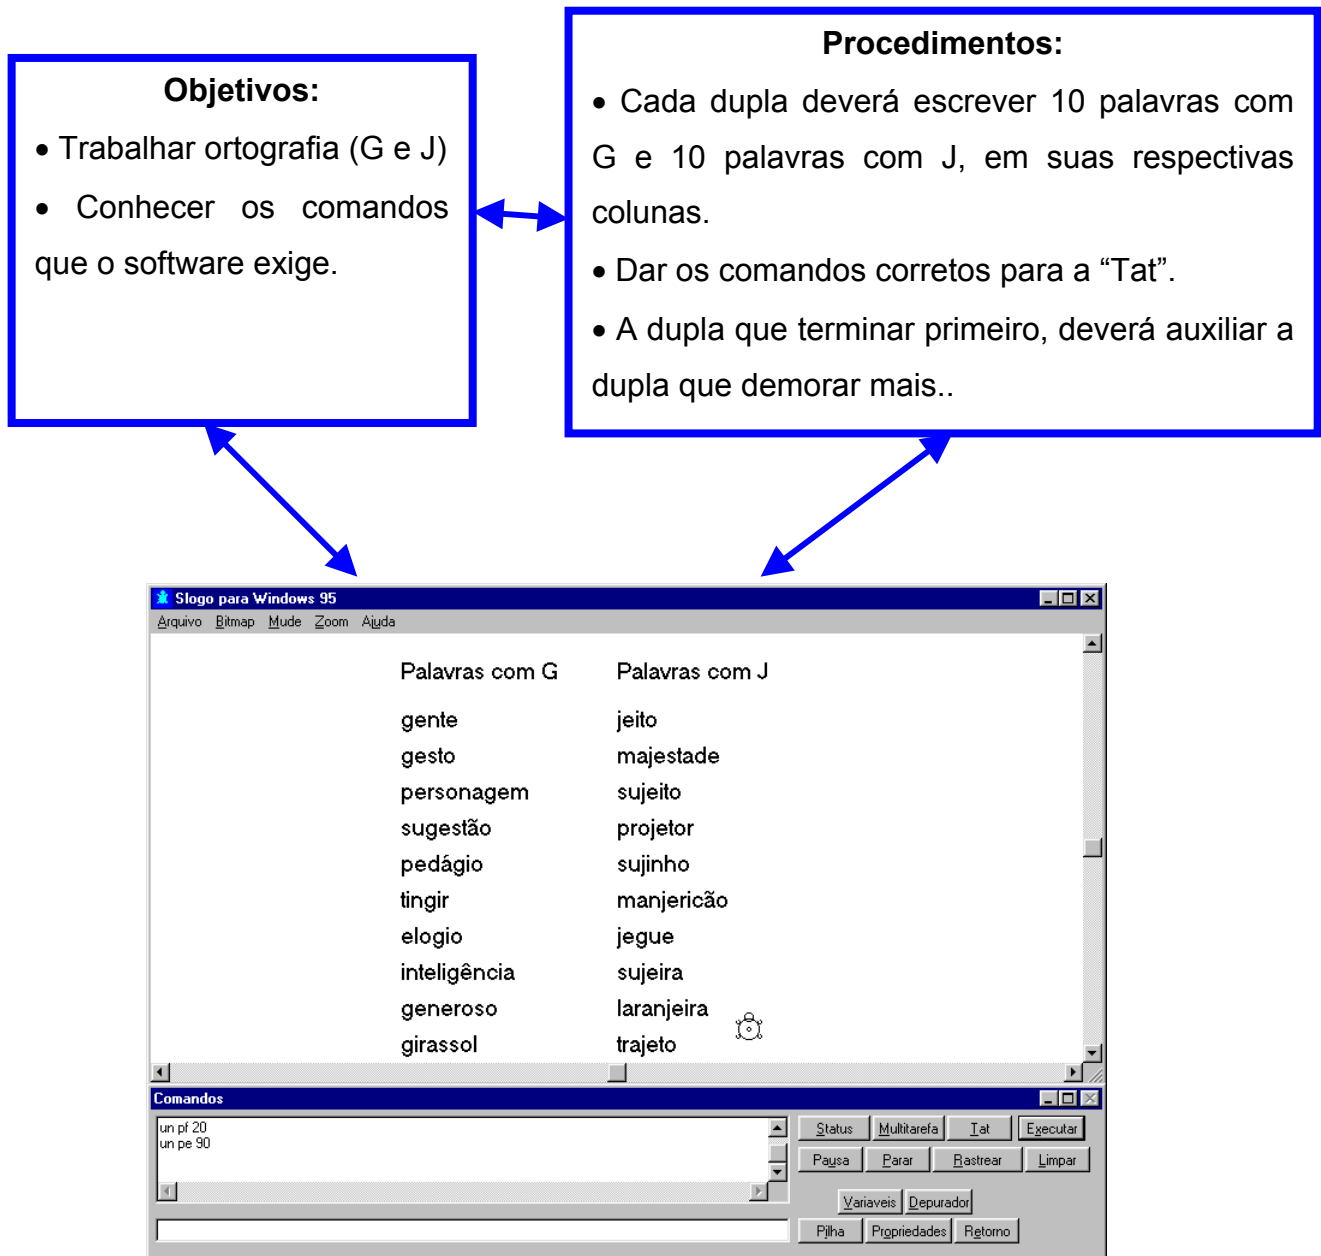 Objetivos:
• Trabalhar ortografia (G e J)
• Conhecer os comandos
que o software exige.
Procedimentos:
• Cada dupla deverá escrever 10 palavras com
G e 10 palavras com J, em suas respectivas
colunas.
• Dar os comandos corretos para a “Tat”.
• A dupla que terminar primeiro, deverá auxiliar a
dupla que demorar mais..
Slogo para Windows 95
Arquivo Bitmap Mude Zoom Ajuda
Palavras com G Palavras com J
gente jeito
gesto majestade
personagem sujeito
sugestão projetor
pedágio sujinho
tingir manjericão
elogio jegue
inteligência sujeira
generoso laranjeira
girassol trajeto
Comandos
un pf 20
un pe 90
Status Multitarefa Tat Executar
Pausa Parar Rastrear Limpar
Variaveis Depurador
Pilha Propriedades Retorno